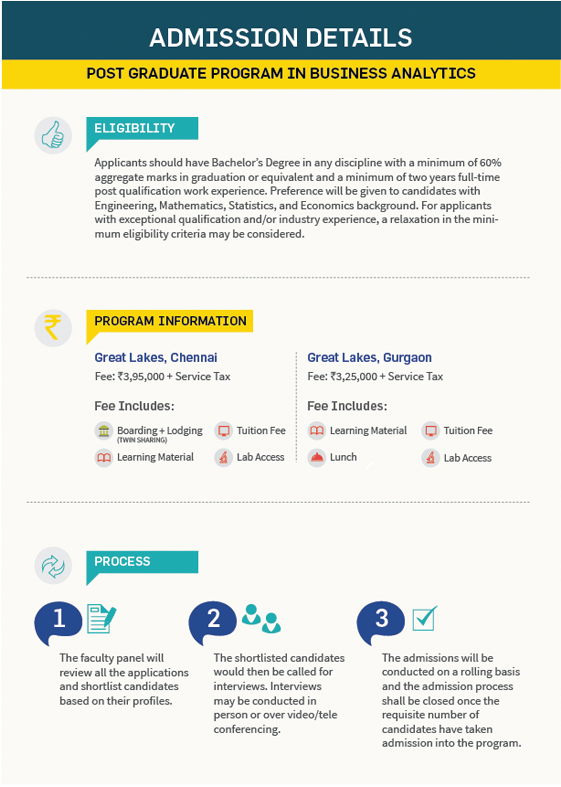 ADMISSION DETAILS
POST GRADUATE PROGRAM IN BUSINESS ANALYTICS
ELIGIBILITY
Applicants should have Bachelor's Degree in any discipline with a minimum of 60%
aggregate marks in graduation or equivalent and a minimum of two years full-time
post qualification work experience. Preference will be given to candidates with
Engineering, Mathematics, Statistics, and Economics background. For applicants
with exceptional qualification and/or industry experience, a relaxation in the mini-
mum eligibility criteria may be considered.
₹
PROGRAM INFORMATION
Great Lakes, Chennai
Fee: ₹3,95,000 + Service Tax
Fee Includes:
Boarding + Lodging
(TWIN SHARING)
Tuition Fee
Learning Material
Lab Access
Great Lakes, Gurgaon
Fee: ₹3,25,000 + Service Tax
Fee Includes:
Learning Material
Tuition Fee
Lunch
Lab Access
PROCESS
1
The faculty panel will
review all the applications
and shortlist candidates
based on their profiles.
2
The shortlisted candidates
would then be called for
interviews. Interviews
may be conducted in
person or over video/tele
conferencing.
3
The admissions will be
conducted on a rolling basis
and the admission process
shall be closed once the
requisite number of
candidates have taken
admission into the program.